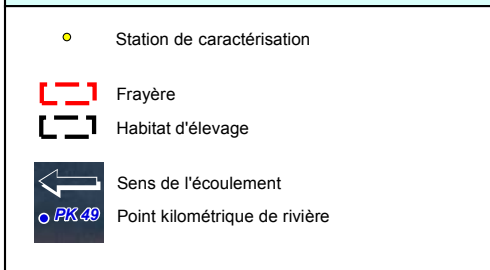 Station de caractérisation
Frayère
Habitat d'élevage
Sens de l'écoulement
PK 49 Point kilométrique de rivière